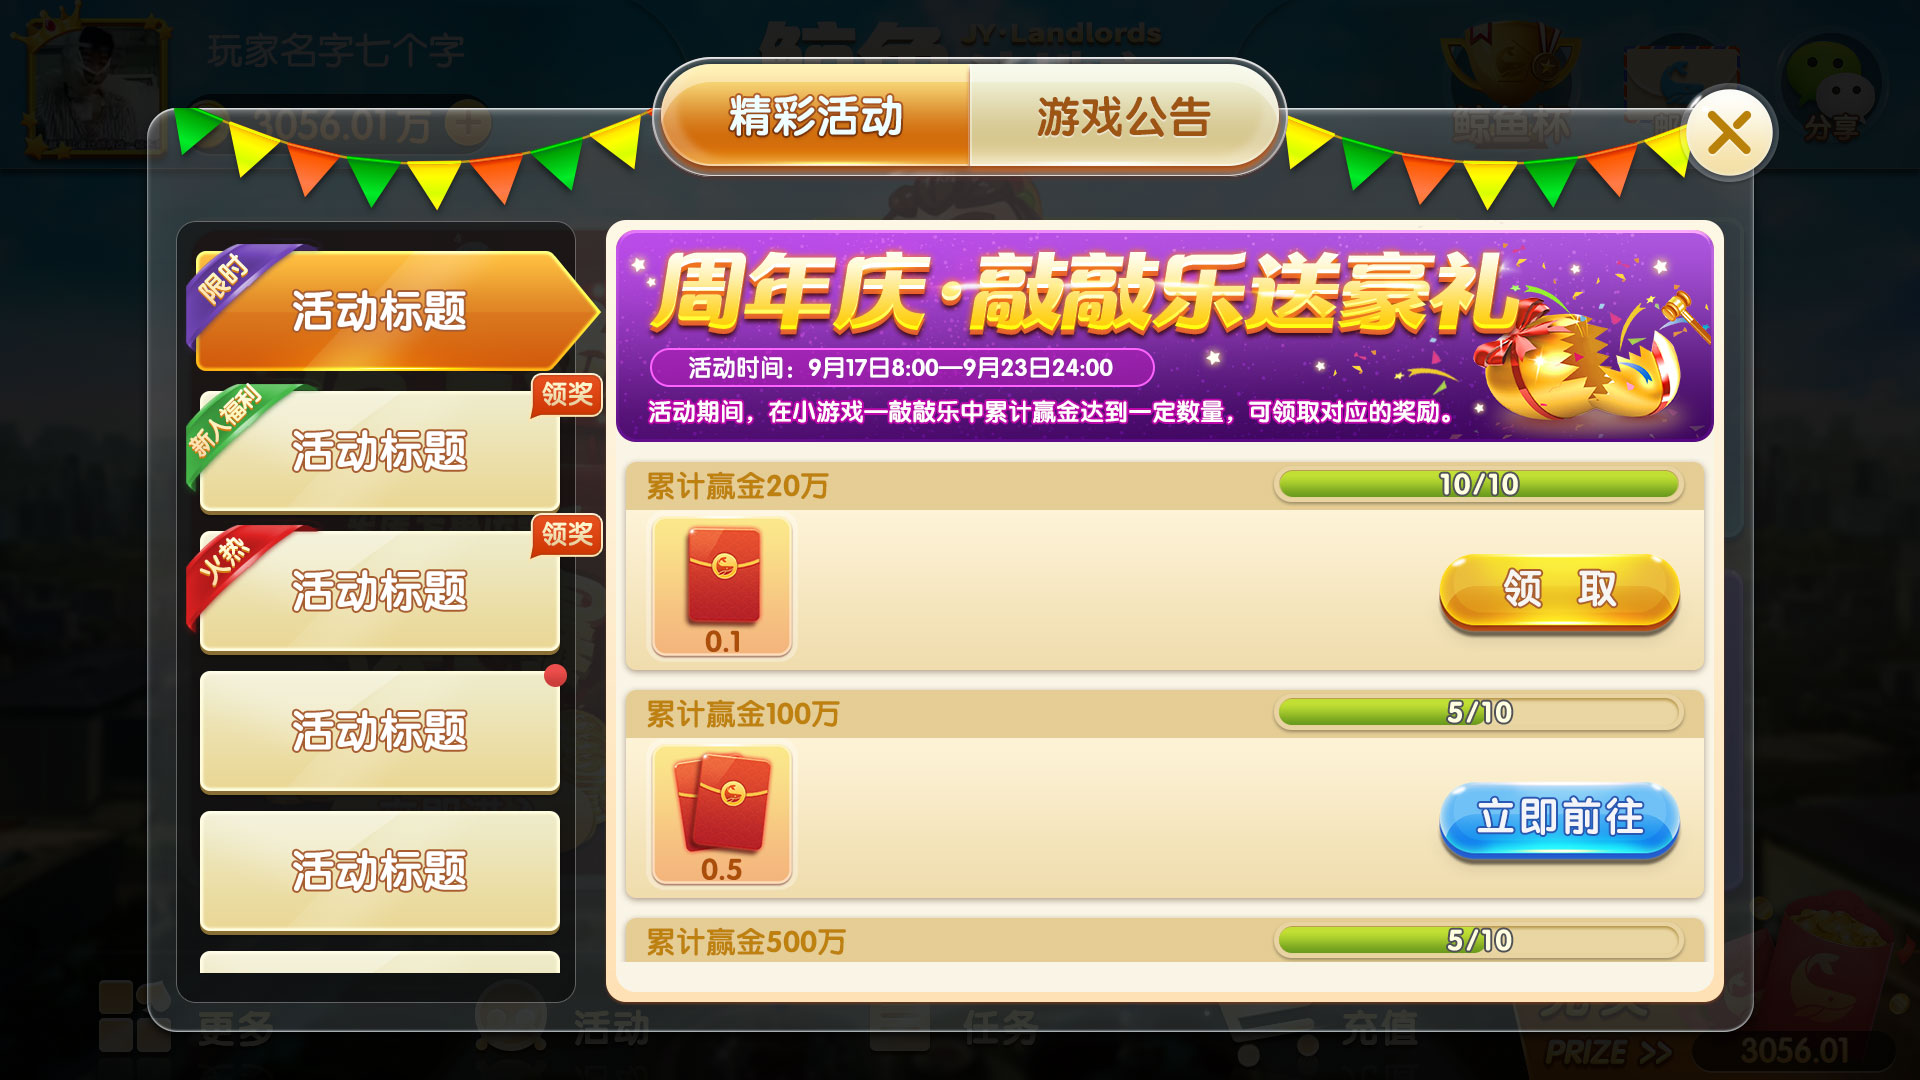 玩家名字七个字
JY·Landlords
3056.01万
鲸鱼杯
邮
分享
精彩活动
游戏公告
限时
活动标题
新人福利
领奖
活动标题
火热
领奖
活动标题
活动标题
活动标题
周年庆·敲敲乐送豪礼
活动时间：9月17日8:00—9月23日24:00
活动期间，在小游戏—敲敲乐中累计赢金达到一定数量，可领取对应的奖励。
累计赢金20万
10/10
0.1
领 取
累计赢金100万
5/10
0.5
立即前往
累计赢金500万
5/10
更多
活动
任务
充值
PRIZE >>
3056.01